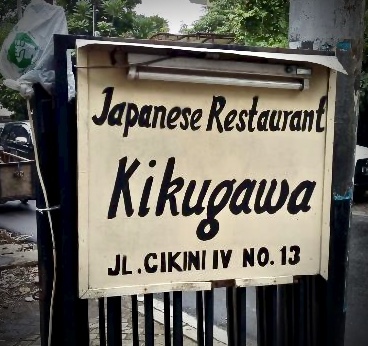 Japanese Restaurant
Kikugawa
JL. CIKINI IV NO. 13